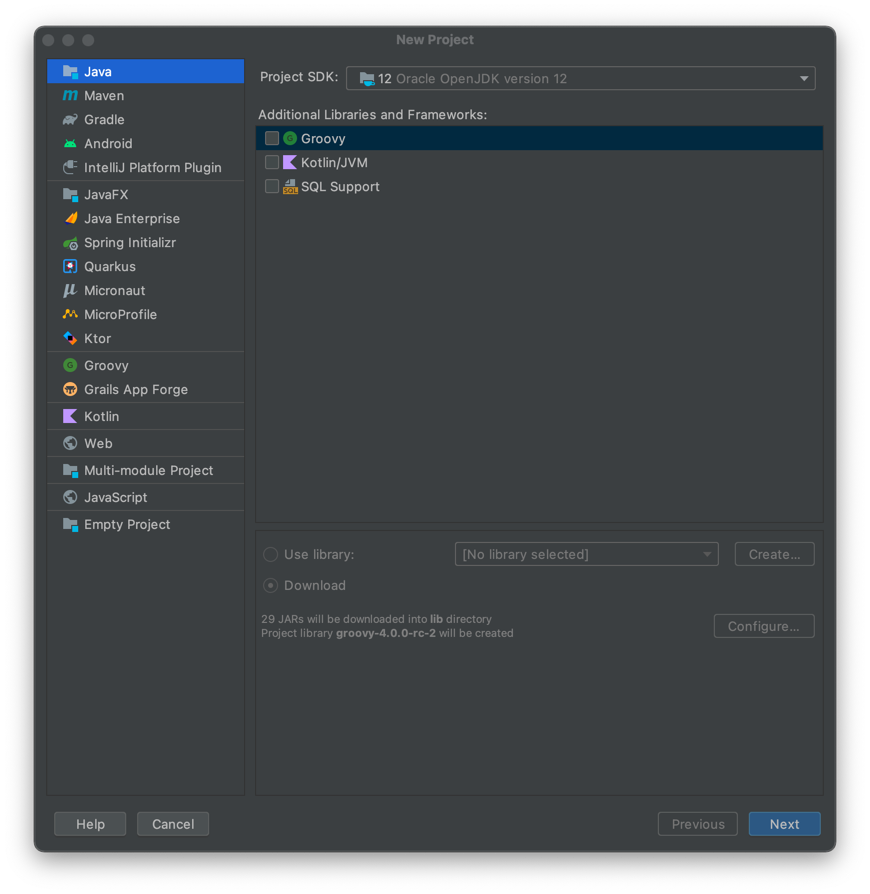 New Project
Java
Maven
Gradle
Android
IntelliJ Platform Plugin
JavaFX
Java Enterprise
Spring Initializr
Quarkus
Micronaut
MicroProfile
Ktor
Groovy
Grails App Forge
Kotlin
Web
Multi-module Project
JavaScript
Empty Project
Project SDK: 12 Oracle OpenJDK version 12
Additional Libraries and Frameworks:
Groovy
Kotlin/JVM
SQL Support
Use library: [No library selected] Create...
Download
29 JARs will be downloaded into lib directory
Project library groovy-4.0.0-rc-2 will be created
Configure...
Help Cancel Previous Next